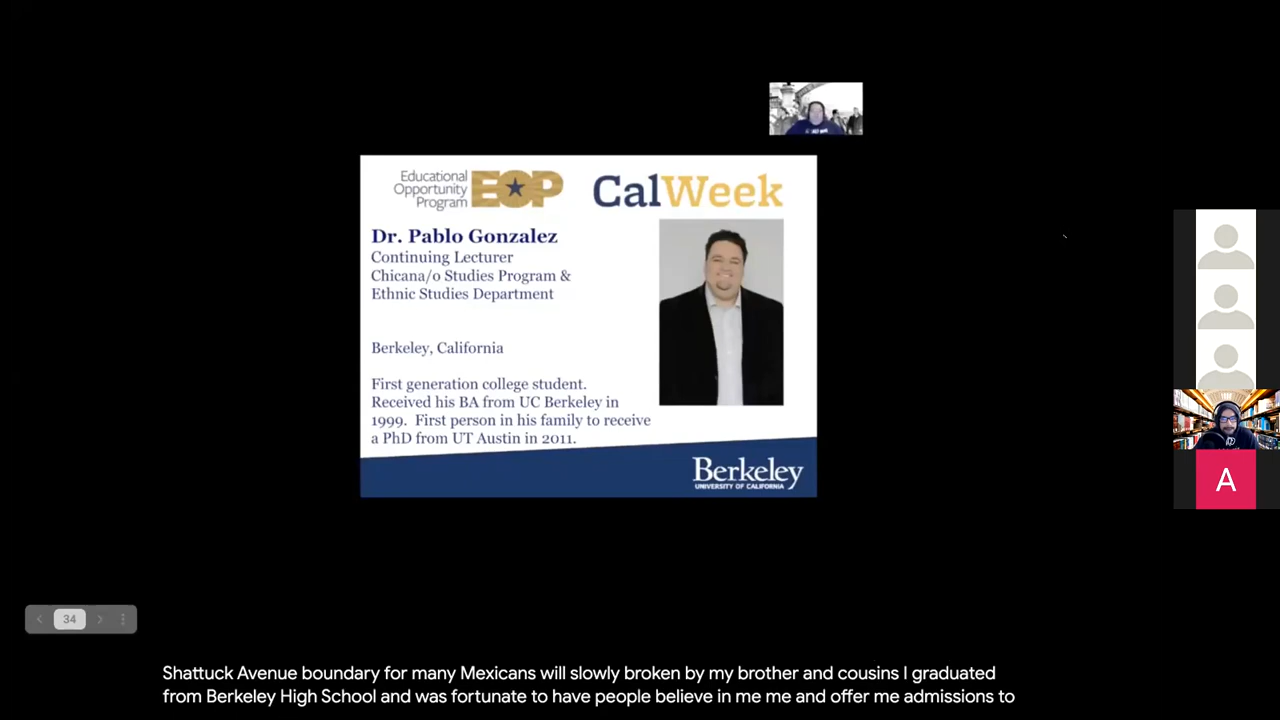 Educational
Opportunity
Program
EOP
CalWeek
Dr. Pablo Gonzalez
Continuing Lecturer
Chicana/o Studies Program &
Ethnic Studies Department
Berkeley, California
First generation college student.
Received his BA from UC Berkeley in
1999. First person in his family to receive
a PhD from UT Austin in 2011.
Berkeley
UNIVERSITY OF CALIFORNIA
A
34
Shattuck Avenue boundary for many Mexicans will slowly broken by my brother and cousins I graduated
from Berkeley High School and was fortunate to have people believe in me me and offer me admissions to